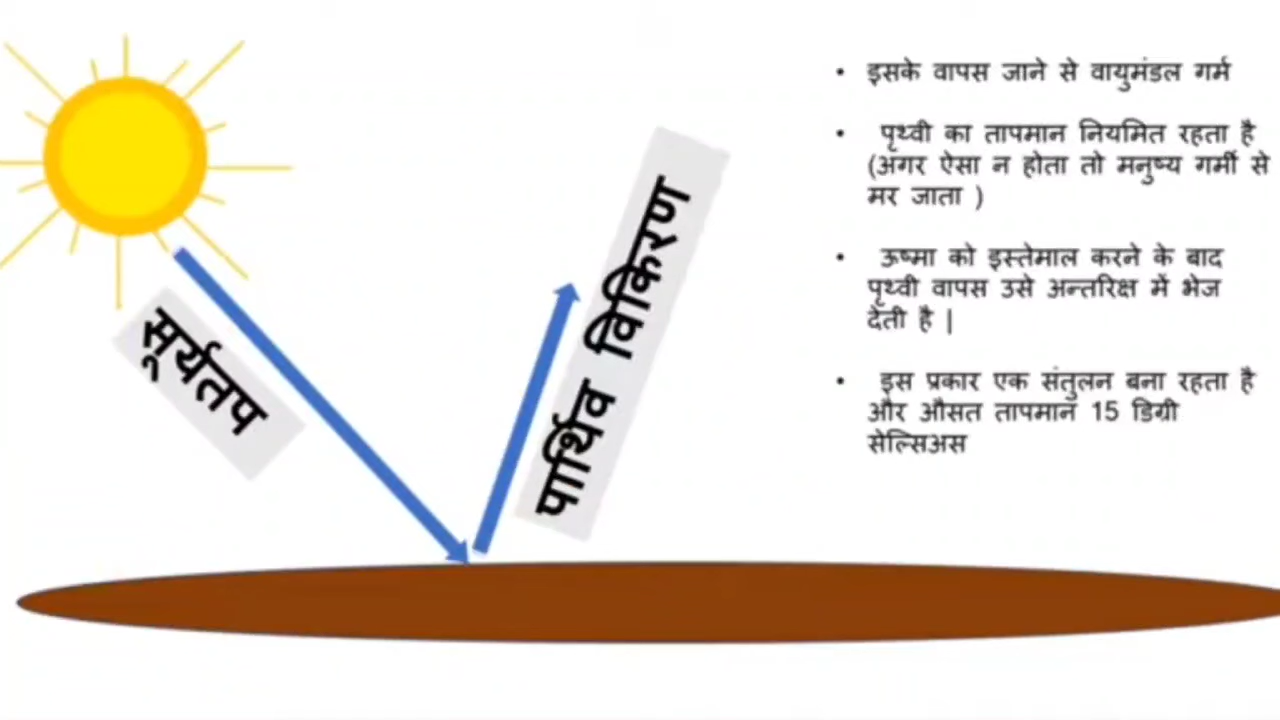 सूर्यतप
पार्थिव विकिरण
• इसके वापस जाने से वायुमंडल गर्म
• पृथ्वी का तापमान नियमित रहता है
(अगर ऐसा न होता तो मनुष्य गर्मी से
मर जाता )
• ऊष्मा को इस्तेमाल करने के बाद
पृथ्वी वापस उसे अन्तरिक्ष में भेज
देती है |
• इस प्रकार एक संतुलन बना रहता है
और औसत तापमान 15 डिग्री
सेल्सिअस